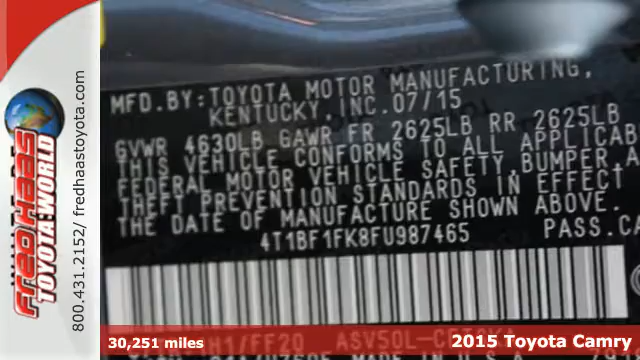 MFD.BY:TOYOTA MOTOR MANUFACTURING,
KENTUCKY,INC.07/15
GVWR 4630LB GAWR FR 2625LB RR 2625LB
THIS VEHICLE CONFORMS TO ALL APPLICAB
FEDERAL MOTOR VEHICLE SAFETY,BUMPER,A
THEFT PREVENTION STANDARDS IN EFFECT
THE DATE OF MANUFACTURE SHOWN ABOVE.
4T1BF1FK8FU987465 PASS.CA
Fred Haas
TOYOTA WORLD
800.431.2152/ fredhaastoyota.com
30,251 miles
2015 Toyota Camry